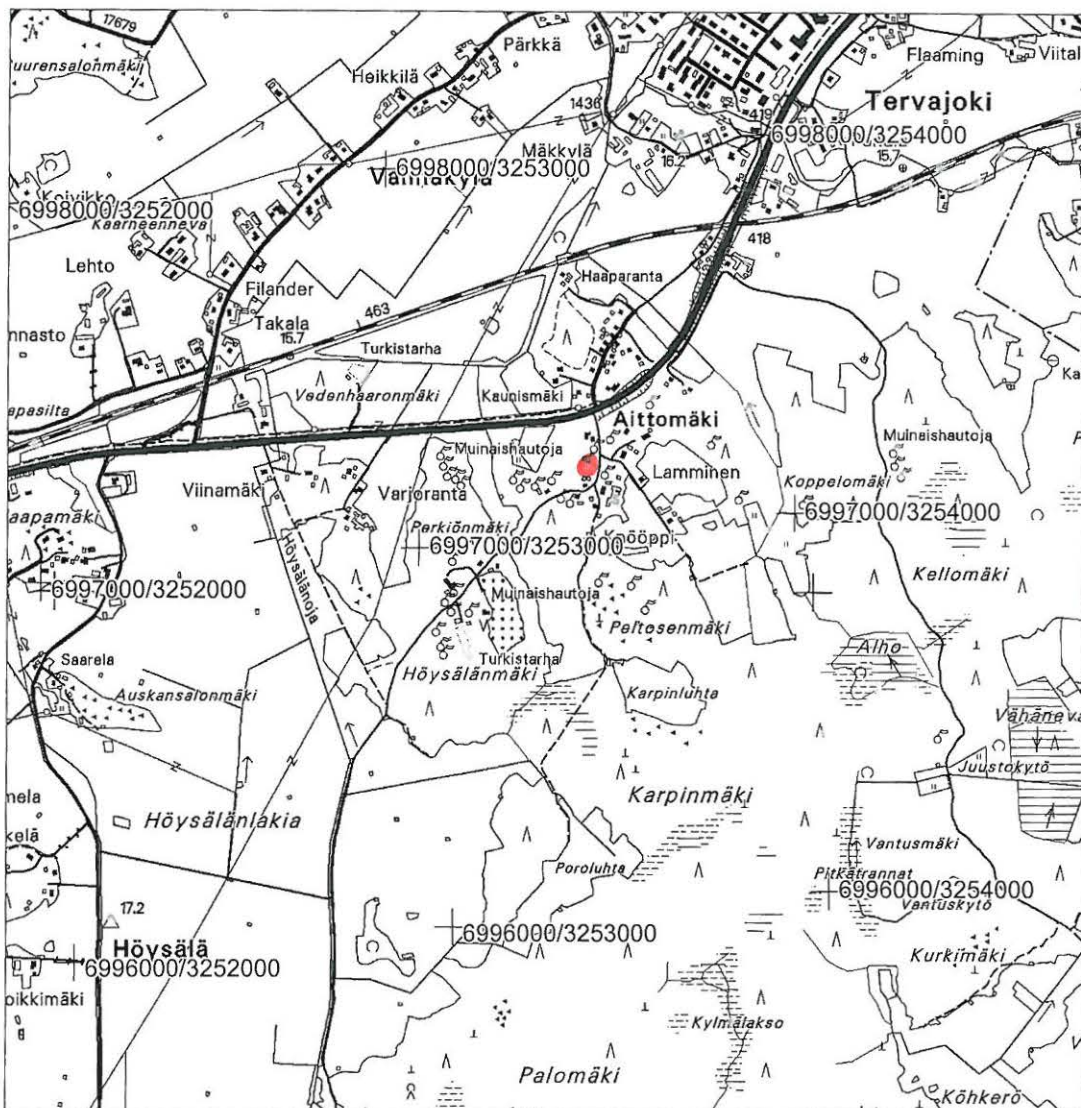 17679
Pärkkä
Flaaming
Viital
uurensalonmäki
Heikkilä
1436
419
Tervajoki
6998000/3254000
Mäkkylä
16.2
15.7
6998000/3253000
Koivikko
6998000/3252000
Kaarneenneva
418
Lehto
Haaparanta
Filander
463
Takala
15.7
nnasto
Turkistarha
Ka
Vedenhaaronmäki
Kaunismäki
apasilta
Aittomäki
Muinaishautoja
Muinaishautoja
Viinamäki
Varjoranta
Lamminen
Koppelomäki
aapamäki
Perkiönmäki
6997000/3254000
6997000/3253000
Knööppi
Höysälänoja
6997000/3252000
Kellomäki
Muinaishautoja
Peltosenmäki
Saarela
Turkistarha
Alho
Höysälänmäki
Karpinluhta
Auskansalonmäki
Vähäneva
Juustokytö
mela
Karpinmäki
Höysälänlakia
kelä
Vantusmäki
Poroluhta
Pitkätrannat
6996000/3254000
Vantuskytö
17.2
6996000/3253000
Höysälä
6996000/3252000
Kurkimäki
oikkimäki
Kylmälakso
Palomäki
Köhkerö